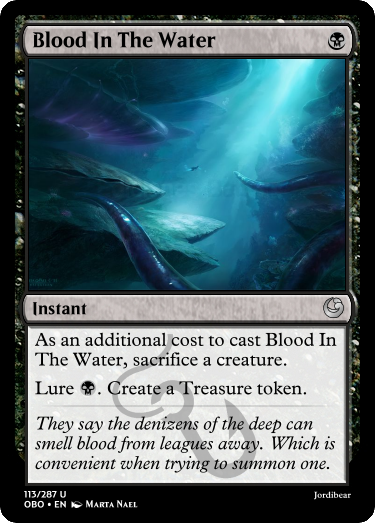 Blood In The Water
Instant
As an additional cost to cast Blood In
The Water, sacrifice a creature.
Lure . Create a Treasure token.
They say the denizens of the deep can
smell blood from leagues away. Which is
convenient when trying to summon one.
113/287 U
OBO • EN Marta Nael
Jordibear